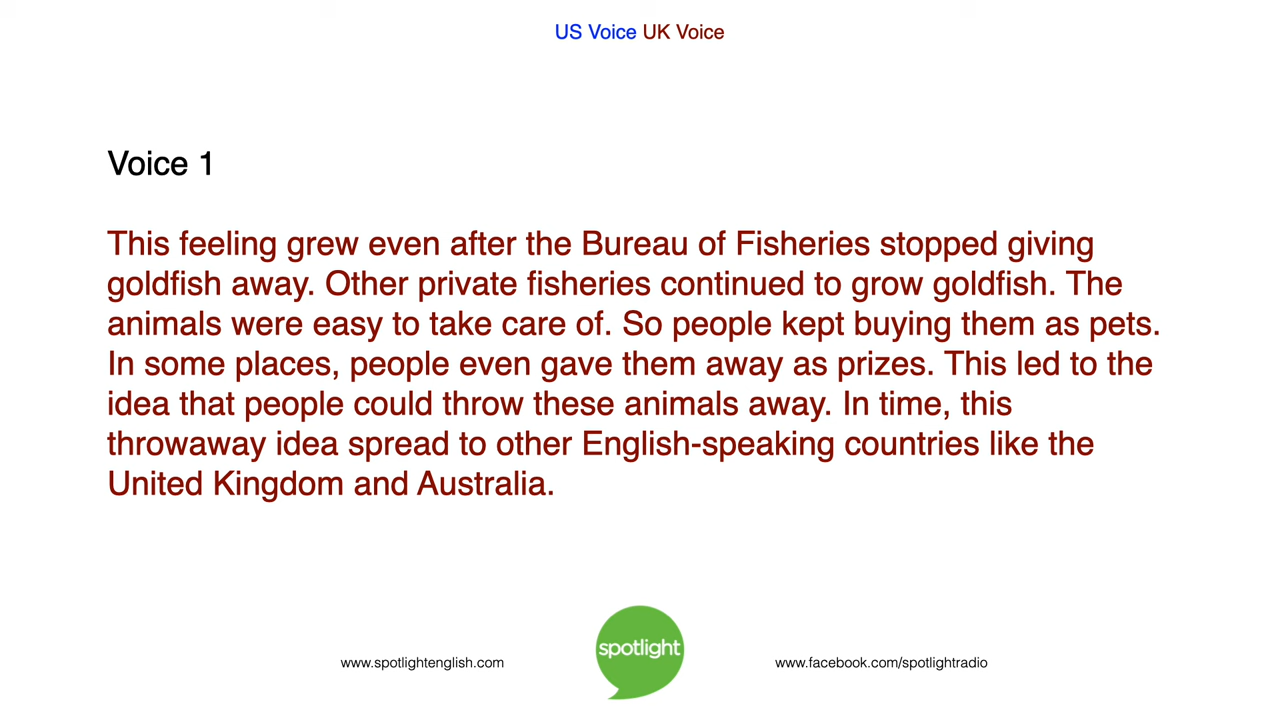 US Voice UK Voice
Voice 1
This feeling grew even after the Bureau of Fisheries stopped giving
goldfish away. Other private fisheries continued to grow goldfish. The
animals were easy to take care of. So people kept buying them as pets.
In some places, people even gave them away as prizes. This led to the
idea that people could throw these animals away. In time, this
throwaway idea spread to other English-speaking countries like the
United Kingdom and Australia.
www.spotlightenglish.com
spotlight
www.facebook.com/spotlightradio